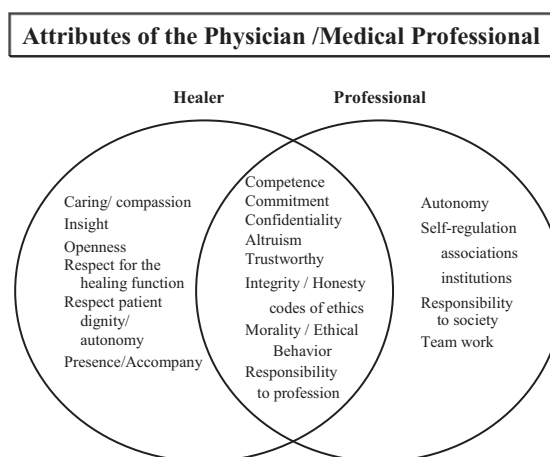 Attributes of the Physician /Medical Professional
Healer
Professional
Caring/ compassion
Insight
Openness
Respect for the
healing function
Respect patient
dignity/
autonomy
Presence/Accompany
Competence
Commitment
Confidentiality
Altruism
Trustworthy
Integrity / Honesty
codes of ethics
Morality / Ethical
Behavior
Responsibility
to profession
Autonomy
Self-regulation
associations
institutions
Responsibility
to society
Team work